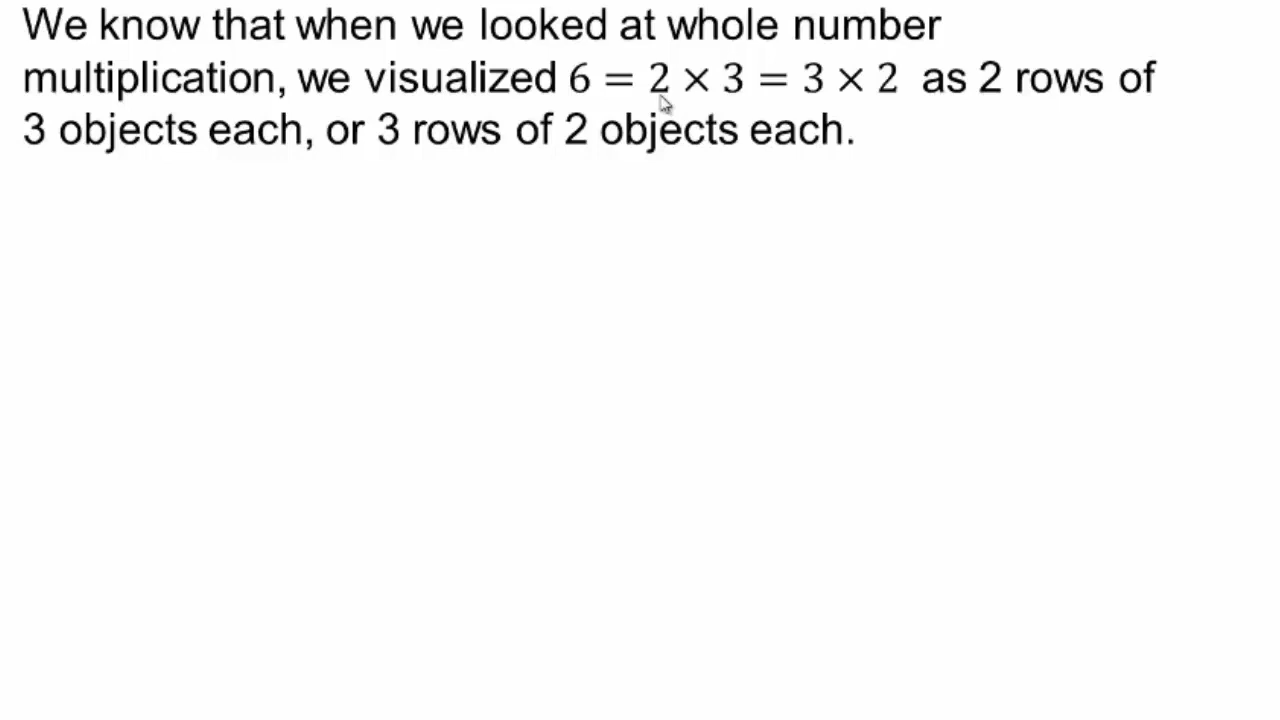 We know that when we looked at whole number
multiplication, we visualized 6 = 2 × 3 = 3 × 2 as 2 rows of
3 objects each, or 3 rows of 2 objects each.